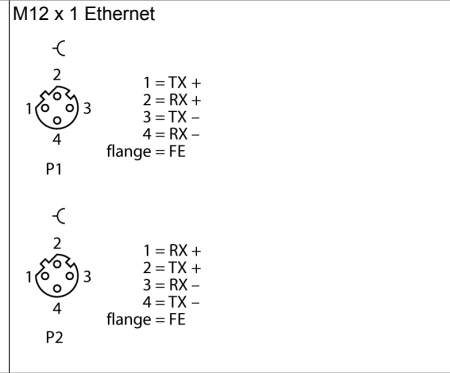 M12 x 1 Ethernet
2
1
3
4
P1
1 = TX +
2 = RX +
3 = TX –
4 = RX –
flange = FE
2
1
3
4
P2
1 = RX +
2 = TX +
3 = RX –
4 = TX –
flange = FE